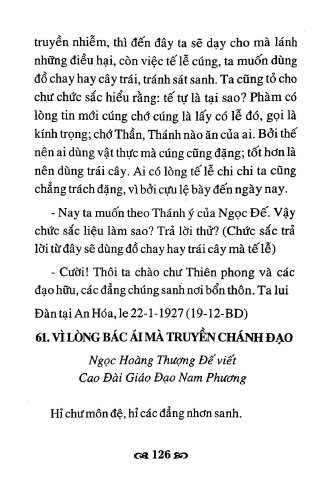 truyền nhiễm, thì đến đây ta sẽ dạy cho mà lánh
những điều hại, còn việc tế lễ cúng, ta muốn dùng
đồ chay hay cây trái, tránh sát sanh. Ta cũng tỏ cho
chư chức sắc hiểu rằng: tế tự là tại sao? Phàm có
lòng tin mới cúng chớ cúng là lấy có lễ đó, gọi là
kính trọng; chớ Thần, Thánh nào ăn của ai. Bởi thế
nên ai dùng vật thực mà cúng cũng đặng; tốt hơn là
nên dùng trái cây. Ai có lòng tế lễ chi chi ta cũng
chẳng trách đặng, vì bởi cựu lệ bày đến ngày nay.
- Nay ta muốn theo Thánh ý của Ngọc Đế. Vậy
chức sắc liệu làm sao? Trả lời thử? (Chức sắc trả
lời từ đây sẽ dùng đồ chay hay trái cây mà tế lễ)
- Cười! Thôi ta chào chư Thiên phong và các
đạo hữu, các đẳng chúng sanh nơi bổn thôn. Ta lui
Đàn tại An Hóa, le 22-1-1927 (19-12-BD)
61. VÌ LÒNG BÁC ÁI MÀ TRUYỀN CHÁNH ĐẠO
Ngọc Hoàng Thượng Đế viết
Cao Đài Giáo Đạo Nam Phương
Hỉ chư môn đệ, hỉ các đẳng nhơn sanh.
126